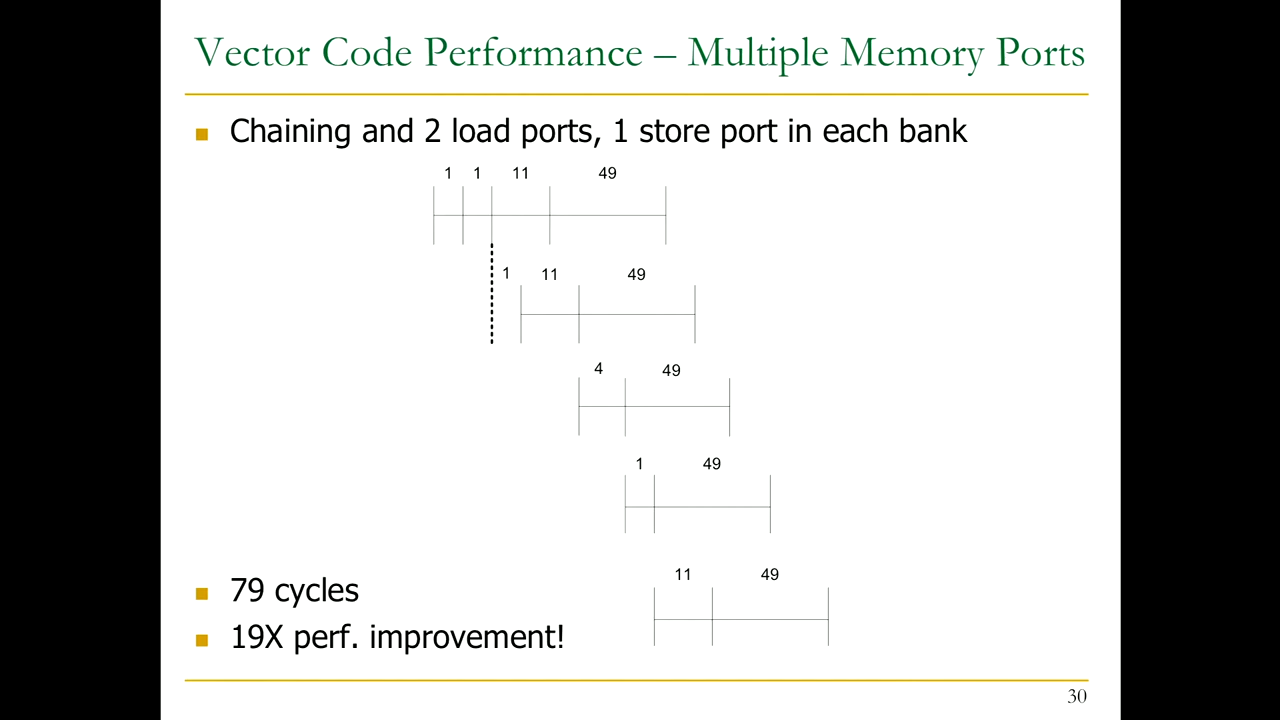 Vector Code Performance – Multiple Memory Ports
Chaining and 2 load ports, 1 store port in each bank
1 1 11 49
1 11 49
4 49
1 49
11 49
79 cycles
19X perf. improvement!
30